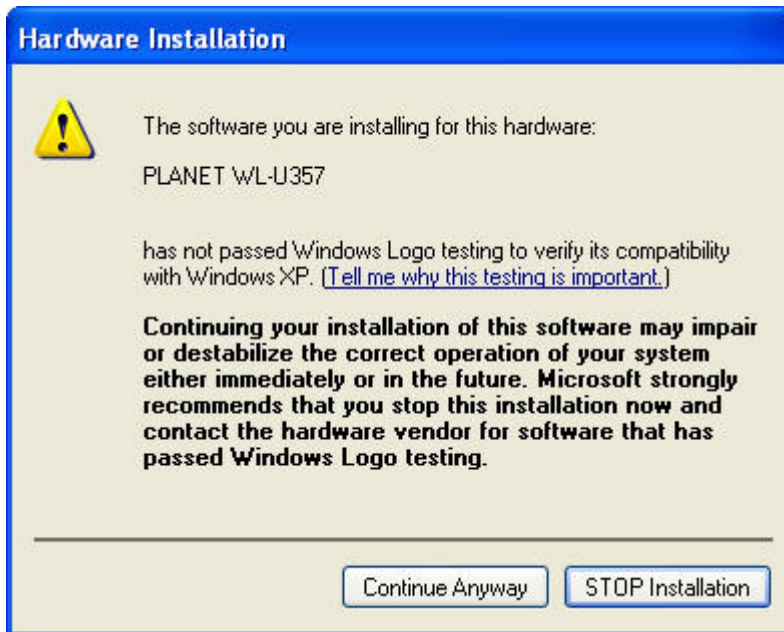 Hardware Installation
The software you are installing for this hardware:
PLANET WL-U357
has not passed Windows Logo testing to verify its compatibility
with Windows XP. (Tell me why this testing is important.)
Continuing your installation of this software may impair
or destabilize the correct operation of your system
either immediately or in the future. Microsoft strongly
recommends that you stop this installation now and
contact the hardware vendor for software that has
passed Windows Logo testing.
Continue Anyway STOP Installation